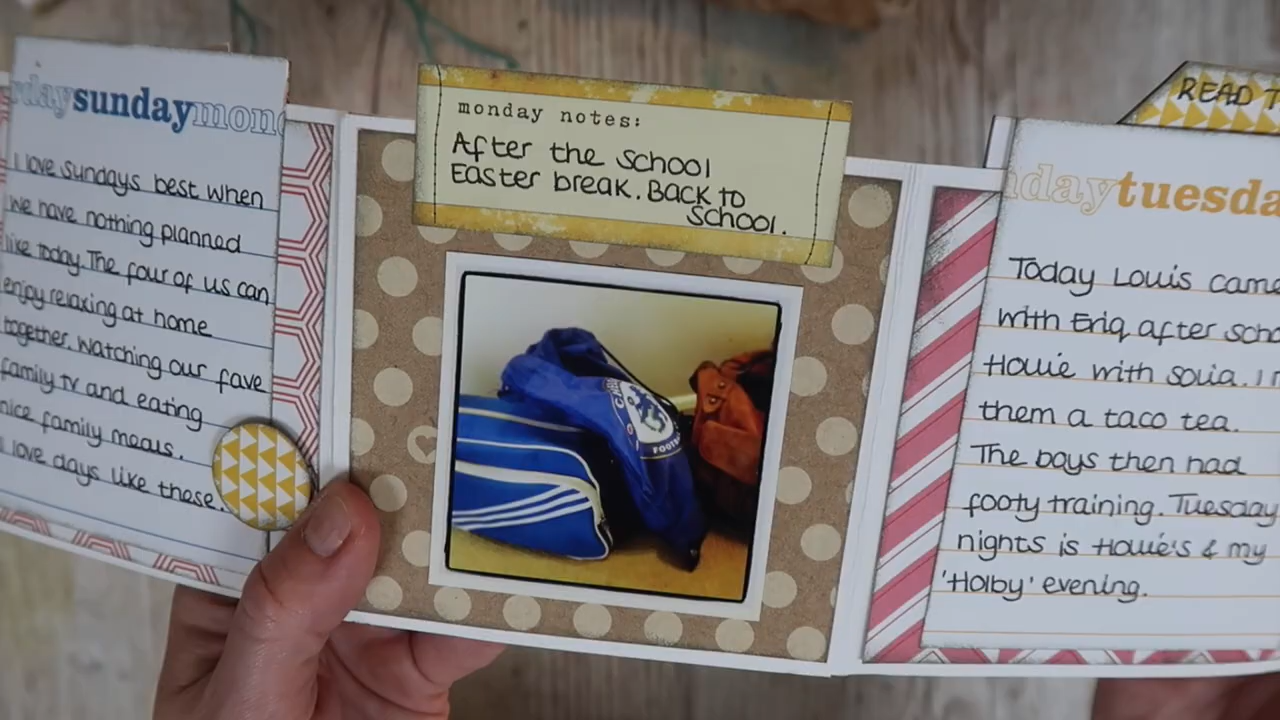 sunday
I love Sundays best when
we have nothing planned
like today. The four of us can
enjoy relaxing at home
together. Watching our fave
family tv and eating
nice family meals.
I love days like these.
monday notes:
After the school
Easter break. Back to
School.
FOOT
READ T
day tuesda
Today Louis came
with Eriq after scho
Howie with
them a taco tea.
The boys then had
footy training. Tuesday
nights is Howie's & my
'Holby' evening.